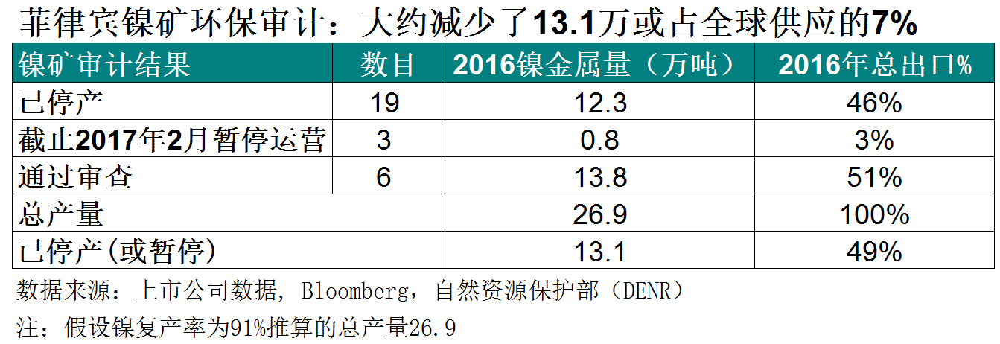 菲律宾镍矿环保审计：大约减少了13.1万或占全球供应的7%
镍矿审计结果 数目 2016镍金属量（万吨） 2016年总出口%
已停产 19 12.3 46%
截止2017年2月暂停运营 3 0.8 3%
通过审查 6 13.8 51%
总产量 26.9 100%
已停产(或暂停) 13.1 49%
数据来源：上市公司数据, Bloomberg，自然资源保护部（DENR）
注：假设镍复产率为91%推算的总产量26.9